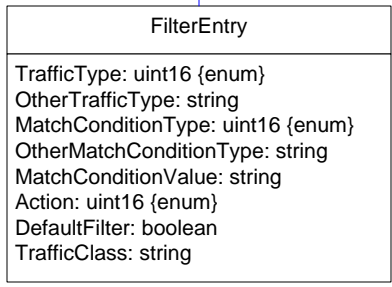 FilterEntry
TrafficType: uint16 {enum}
OtherTrafficType: string
MatchConditionType: uint16 {enum}
OtherMatchConditionType: string
MatchConditionValue: string
Action: uint16 {enum}
DefaultFilter: boolean
TrafficClass: string